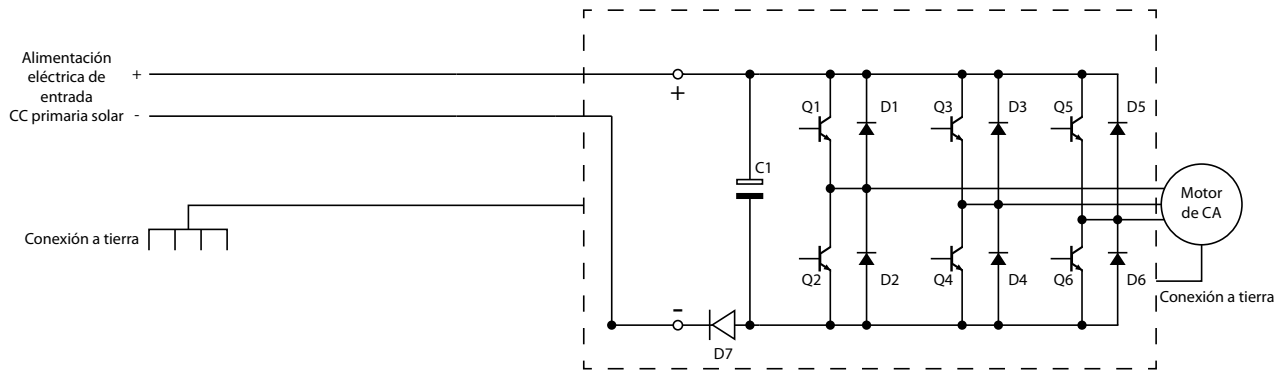 Alimentación
eléctrica de
entrada
CC primaria solar
+
-
+
-
Conexión a tierra
C1
D7
Q1
D1
Q3
D3
Q5
D5
Q2
D2
Q4
D4
Q6
D6
Motor
de CA
Conexión a tierra